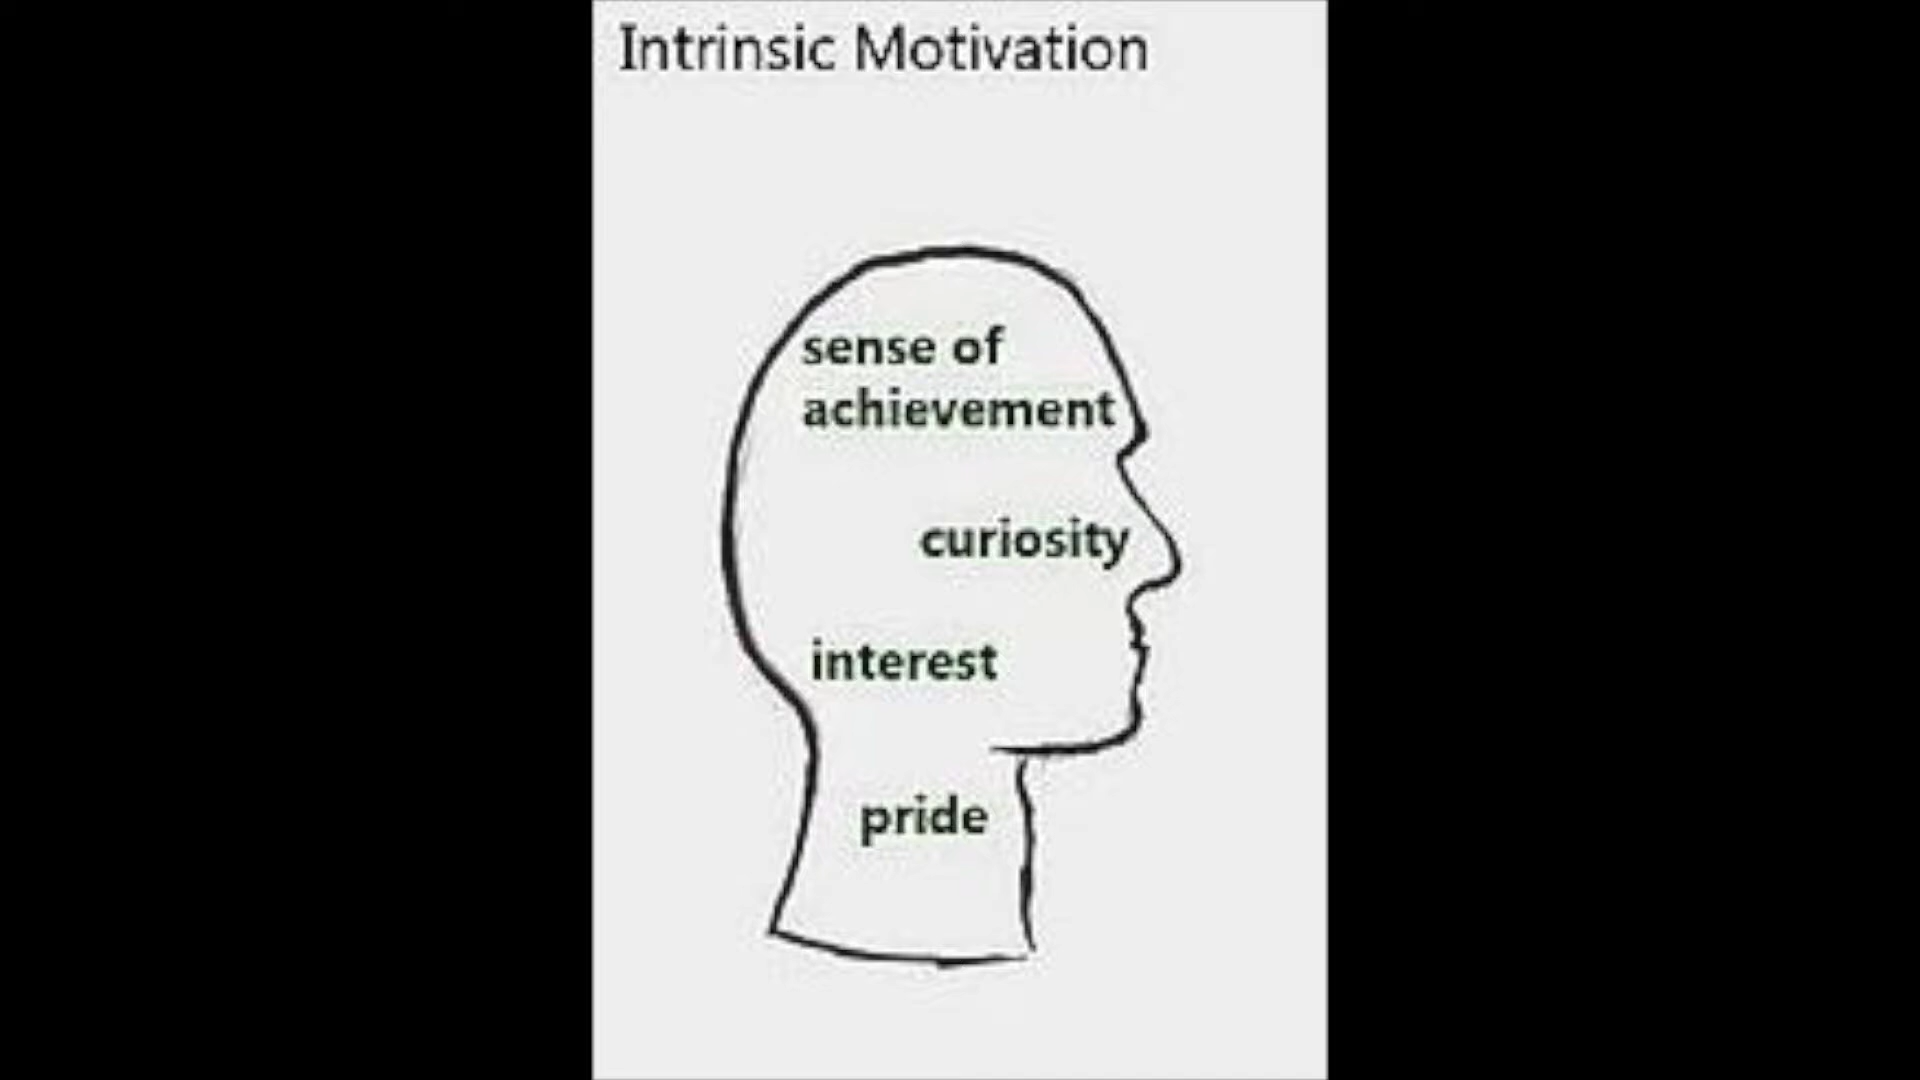 Intrinsic Motivation
sense of
achievement
curiosity
interest
pride